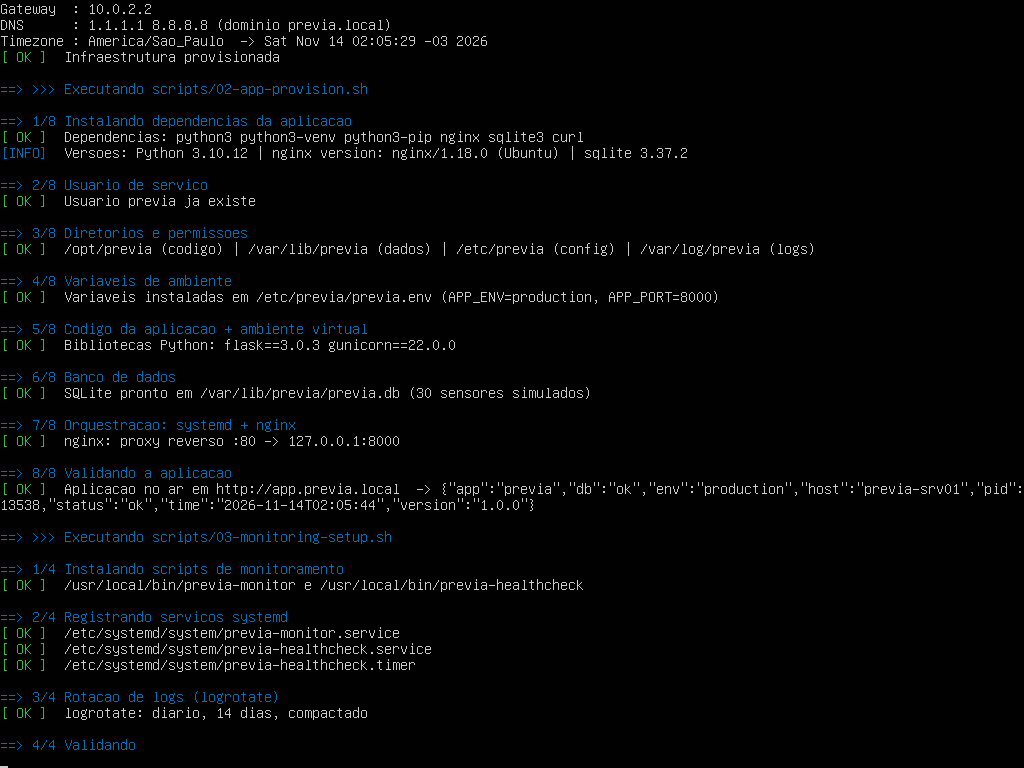 Gateway  : 10.0.2.2
DNS      : 1.1.1.1 8.8.8.8 (dominio previa.local)
Timezone : America/Sao_Paulo  -> Sat Nov 14 02:05:29 -03 2026
[ OK ]  Infraestrutura provisionada
==> >>> Executando scripts/02-app-provision.sh
==> 1/8 Instalando dependencias da aplicacao
[ OK ]  Dependencias: python3 python3-venv python3-pip nginx sqlite3 curl
[INFO]  Versoes: Python 3.10.12 | nginx version: nginx/1.18.0 (Ubuntu) | sqlite 3.37.2
==> 2/8 Usuario de servico
[ OK ]  Usuario previa ja existe
==> 3/8 Diretorios e permissoes
[ OK ]  /opt/previa (codigo) | /var/lib/previa (dados) | /etc/previa (config) | /var/log/previa (logs)
==> 4/8 Variaveis de ambiente
[ OK ]  Variaveis instaladas em /etc/previa/previa.env (APP_ENV=production, APP_PORT=8000)
==> 5/8 Codigo da aplicacao + ambiente virtual
[ OK ]  Bibliotecas Python: flask==3.0.3 gunicorn==22.0.0
==> 6/8 Banco de dados
[ OK ]  SQLite pronto em /var/lib/previa/previa.db (30 sensores simulados)
==> 7/8 Orquestracao: systemd + nginx
[ OK ]  nginx: proxy reverso :80 -> 127.0.0.1:8000
==> 8/8 Validando a aplicacao
[ OK ]  Aplicacao no ar em http://app.previa.local  -> {"app":"previa","db":"ok","env":"production","host":"previa-srv01","pid":
13538,"status":"ok","time":"2026-11-14T02:05:44","version":"1.0.0"}
==> >>> Executando scripts/03-monitoring-setup.sh
==> 1/4 Instalando scripts de monitoramento
[ OK ]  /usr/local/bin/previa-monitor e /usr/local/bin/previa-healthcheck
==> 2/4 Registrando servicos systemd
[ OK ]  /etc/systemd/system/previa-monitor.service
[ OK ]  /etc/systemd/system/previa-healthcheck.service
[ OK ]  /etc/systemd/system/previa-healthcheck.timer
==> 3/4 Rotacao de logs (logrotate)
[ OK ]  logrotate: diario, 14 dias, compactado
==> 4/4 Validando